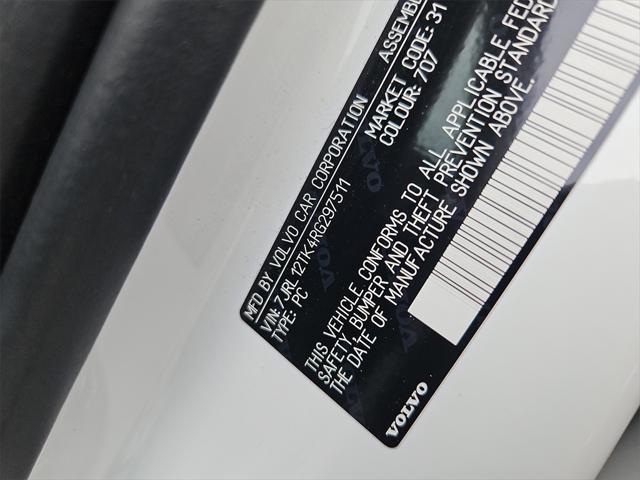 MFD BY VOLVO CAR CORPORATION
VIN: 7JRL12TK4RG297511
TYPE: PC
MARKET CODE: 31
COLOUR: 707
THIS VEHICLE CONFORMS TO ALL APPLICABLE
SAFETY, BUMPER AND THEFT PREVENTION STANDARD
THE DATE OF MANUFACTURE SHOWN ABOVE.
VOLVO